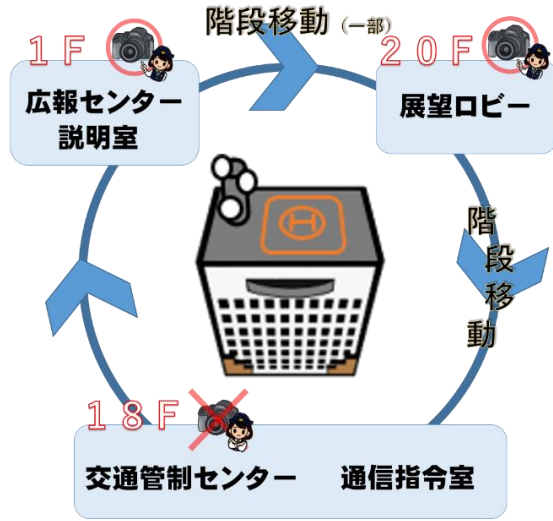 階段移動（一部）
１Ｆ
２０Ｆ
広報センター
説明室
展望ロビー
階段移動
H
１８Ｆ
交通管制センター　通信指令室